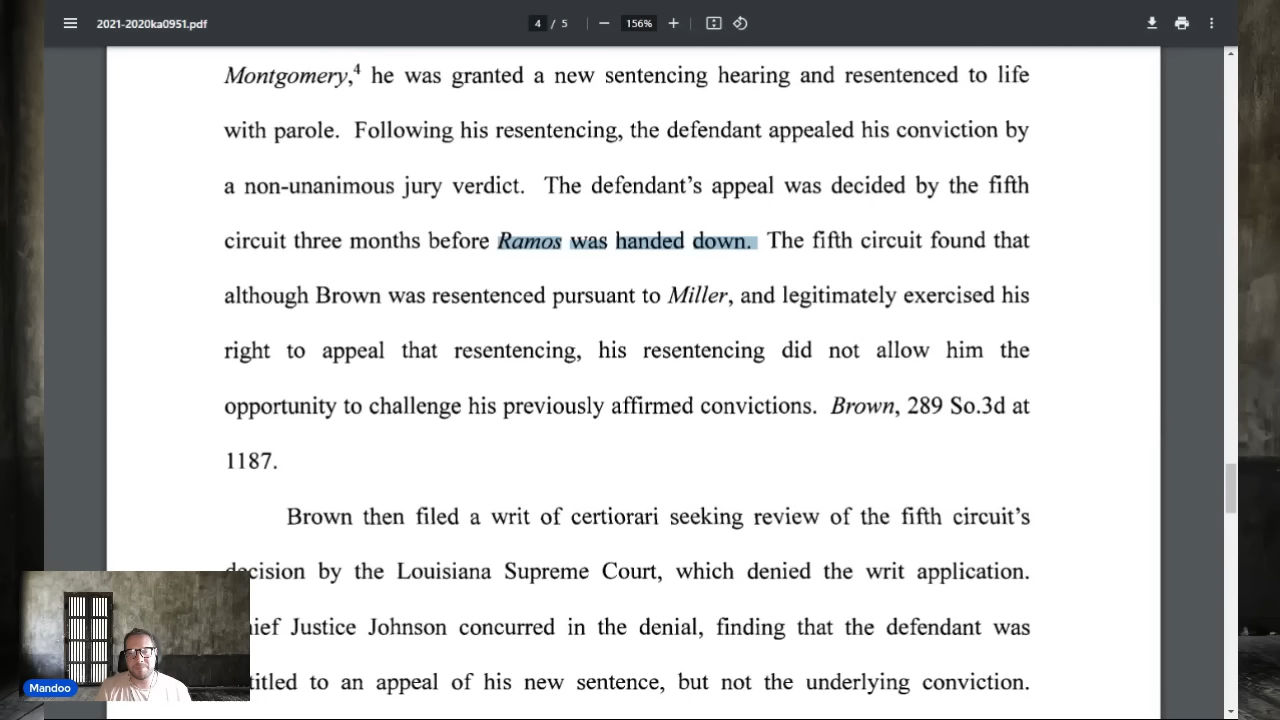 2021-2020ka0951.pdf
4 / 5
156%
Montgomery,⁴ he was granted a new sentencing hearing and resentenced to life
with parole. Following his resentencing, the defendant appealed his conviction by
a non-unanimous jury verdict. The defendant’s appeal was decided by the fifth
circuit three months before Ramos was handed down. The fifth circuit found that
although Brown was resentenced pursuant to Miller, and legitimately exercised his
right to appeal that resentencing, his resentencing did not allow him the
opportunity to challenge his previously affirmed convictions. Brown, 289 So.3d at
1187.
Brown then filed a writ of certiorari seeking review of the fifth circuit’s
decision by the Louisiana Supreme Court, which denied the writ application.
hief Justice Johnson concurred in the denial, finding that the defendant was
titled to an appeal of his new sentence, but not the underlying conviction.
Mandoo